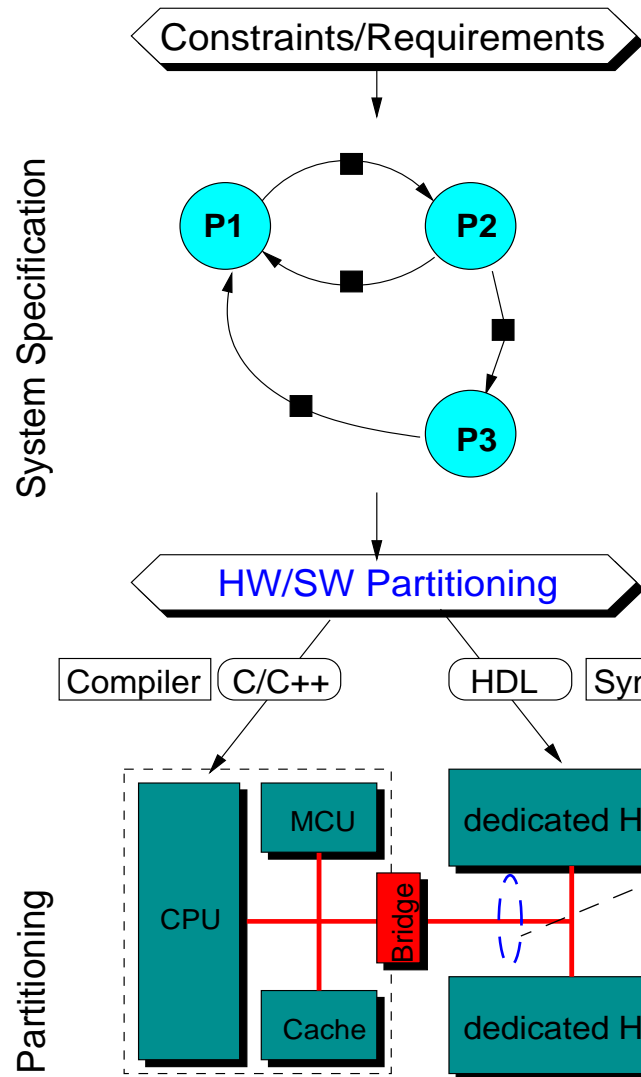 Constraints/Requirements
System Specification
P1
P2
P3
HW/SW Partitioning
Compiler
C/C++
HDL
Partitioning
CPU
MCU
Cache
Bridge
dedicated
dedicated